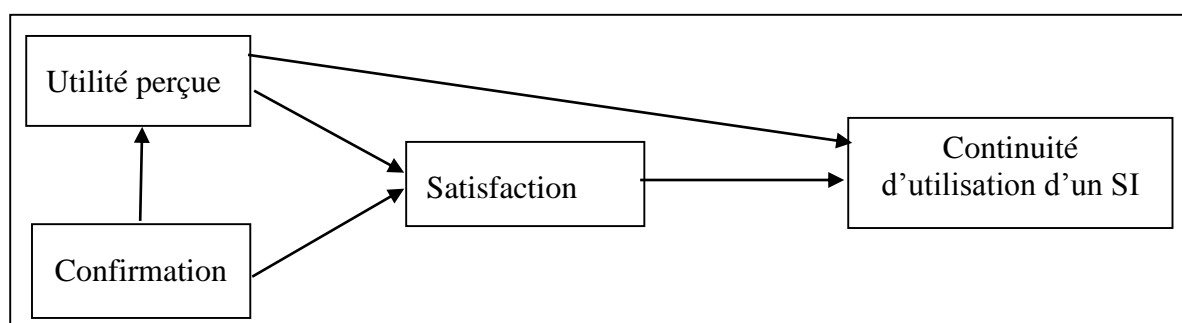 Utilité perçue
Continuité
d’utilisation d’un SI
Satisfaction
Confirmation